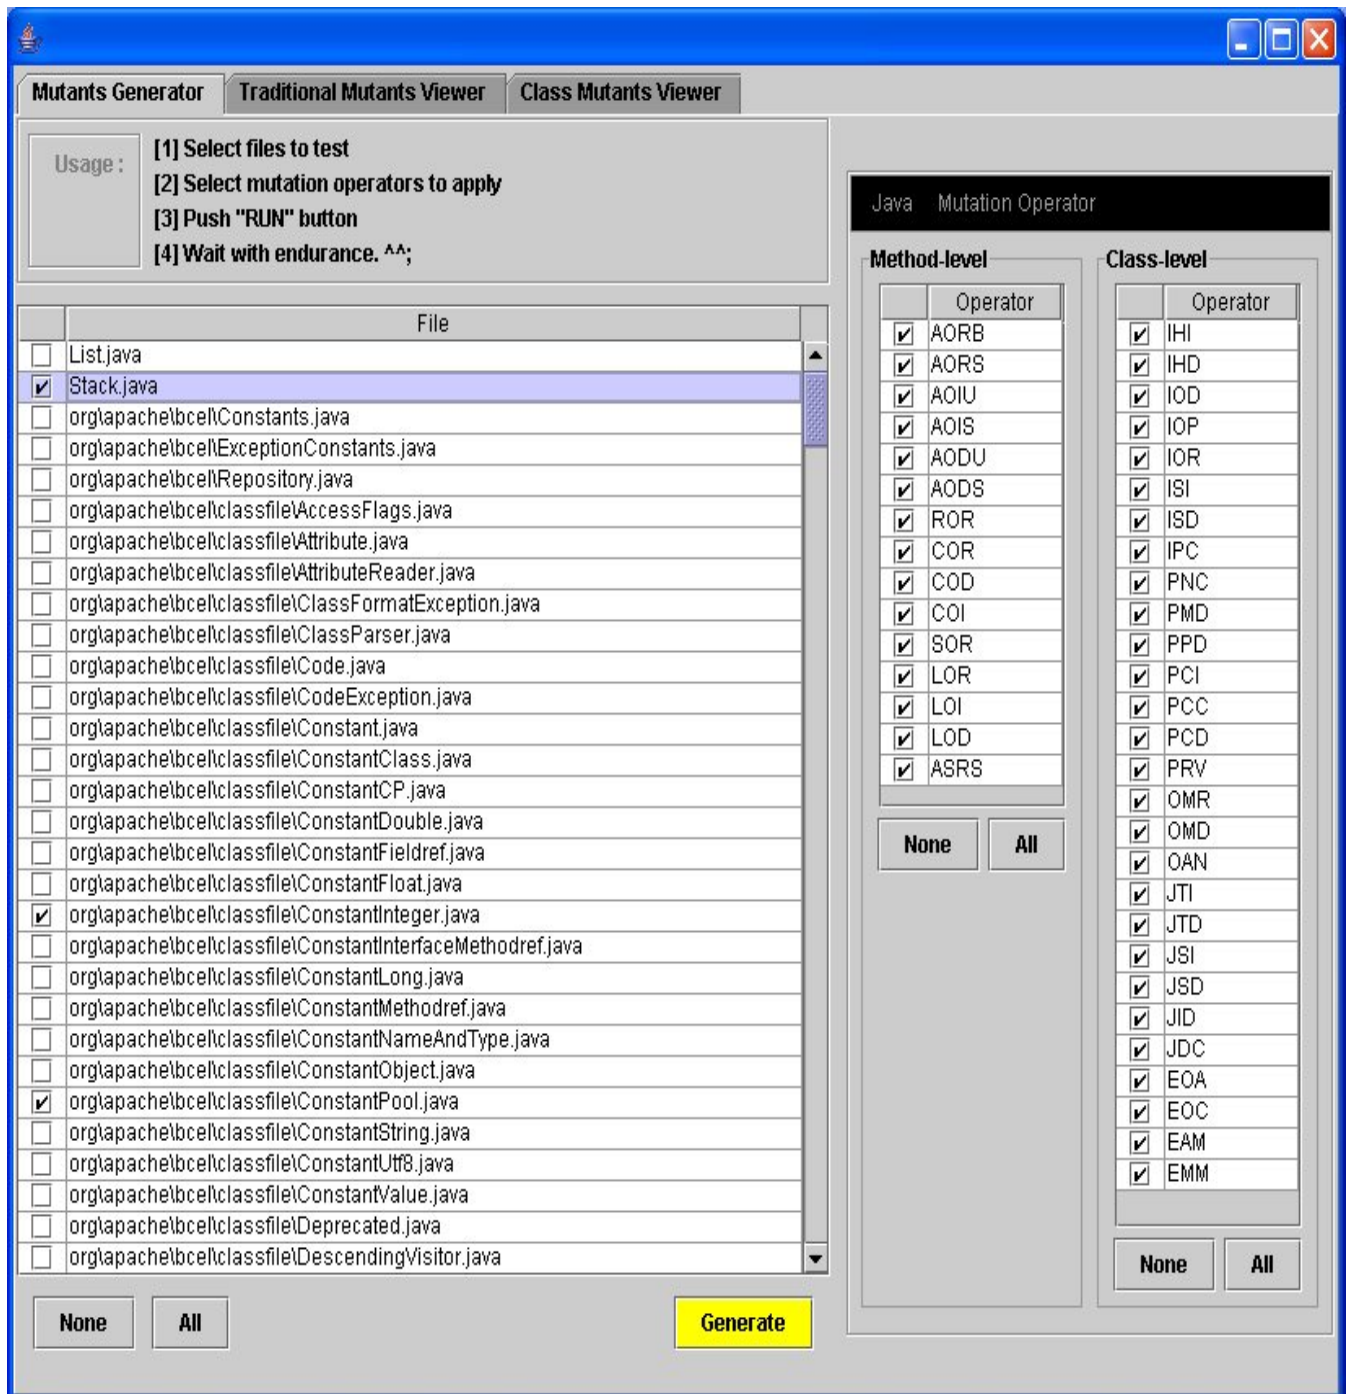 Mutants Generator
Traditional Mutants Viewer
Class Mutants Viewer
Usage :
[1] Select files to test
[2] Select mutation operators to apply
[3] Push "RUN" button
[4] Wait with endurance. ^^;
File
List.java
Stack.java
org\apache\bcel\Constants.java
org\apache\bcel\ExceptionConstants.java
org\apache\bcel\Repository.java
org\apache\bcel\classfile\AccessFlags.java
org\apache\bcel\classfile\Attribute.java
org\apache\bcel\classfile\AttributeReader.java
org\apache\bcel\classfile\ClassFormatException.java
org\apache\bcel\classfile\ClassParser.java
org\apache\bcel\classfile\Code.java
org\apache\bcel\classfile\CodeException.java
org\apache\bcel\classfile\Constant.java
org\apache\bcel\classfile\ConstantClass.java
org\apache\bcel\classfile\ConstantCP.java
org\apache\bcel\classfile\ConstantDouble.java
org\apache\bcel\classfile\ConstantFieldref.java
org\apache\bcel\classfile\ConstantFloat.java
org\apache\bcel\classfile\ConstantInteger.java
org\apache\bcel\classfile\ConstantInterfaceMethodref.java
org\apache\bcel\classfile\ConstantLong.java
org\apache\bcel\classfile\ConstantMethodref.java
org\apache\bcel\classfile\ConstantNameAndType.java
org\apache\bcel\classfile\ConstantObject.java
org\apache\bcel\classfile\ConstantPool.java
org\apache\bcel\classfile\ConstantString.java
org\apache\bcel\classfile\ConstantUtf8.java
org\apache\bcel\classfile\ConstantValue.java
org\apache\bcel\classfile\Deprecated.java
org\apache\bcel\classfile\DescendingVisitor.java
None
All
Generate
Java Mutation Operator
Method-level
Operator
AORB
AORS
AOIU
AOIS
AODU
AODS
ROR
COR
COD
COI
SOR
LOR
LOI
LOD
ASRS
None
All
Class-level
Operator
IHI
IHD
IOD
IOP
IOR
ISI
ISD
IPC
PNC
PMD
PPD
PCI
PCC
PCD
PRV
OMR
OMD
OAN
JTI
JTD
JSI
JSD
JID
JDC
EOA
EOC
EAM
EMM
None
All